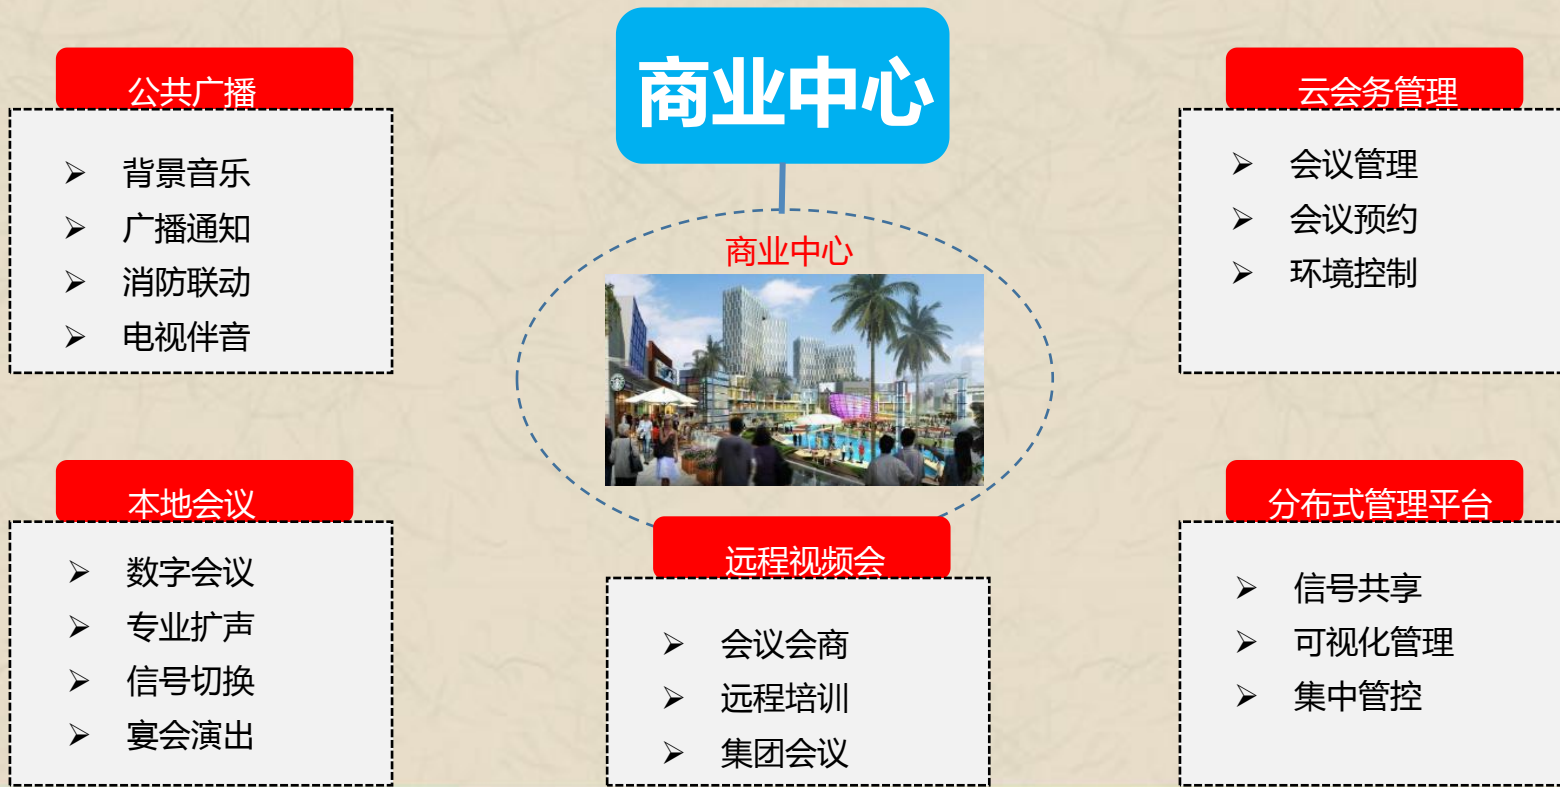 商业中心
公共广播
背景音乐
广播通知
消防联动
电视伴音
商业中心
云会务管理
会议管理
会议预约
环境控制
本地会议
数字会议
专业扩声
信号切换
宴会演出
远程视频会
会议会商
远程培训
集团会议
分布式管理平台
信号共享
可视化管理
集中管控